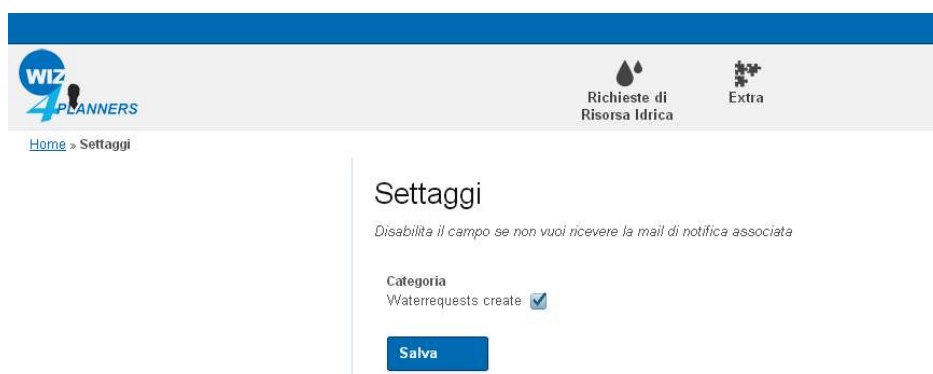 WIZ
4PLANNERS
Richieste di
Risorsa Idrica
Extra
Home » Settaggi
Settaggi
Disabilita il campo se non vuoi ricevere la mail di notifica associata
Categoria
Waterrequests create
Salva